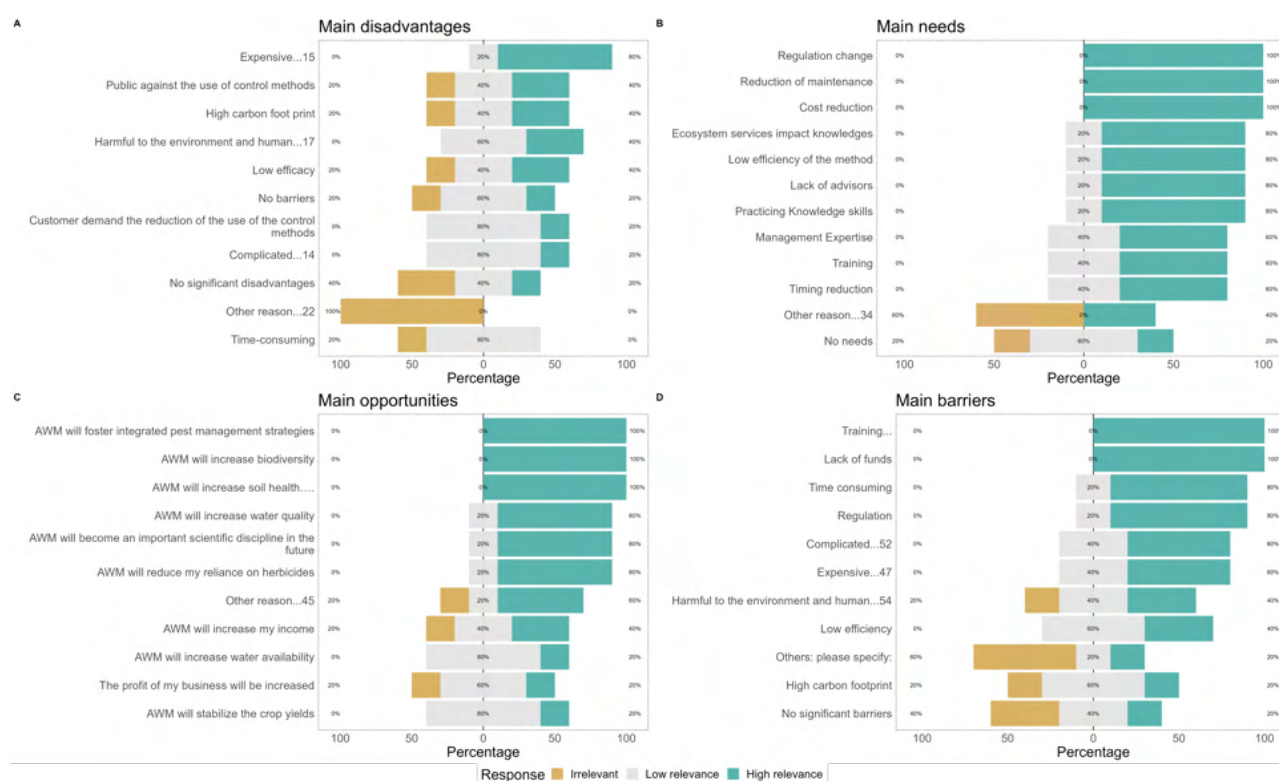 A
Main disadvantages
Expensive...15 0% 20% 80%
Public against the use of control methods 20% 40% 40%
High carbon foot print 20% 40% 40%
Harmful to the environment and human...17 0% 60% 40%
Low efficacy 20% 40% 40%
No barriers 20% 60% 20%
Customer demand the reduction of the use of the control
methods 0% 80% 20%
Complicated...14 0% 80% 20%
No significant disadvantages 40% 40% 20%
Other reason...22 100% 0% 0%
Time-consuming 20% 80% 0%
100 50 0 50 100
Percentage
B
Main needs
Regulation change 0% 0% 100%
Reduction of maintenance 0% 0% 100%
Cost reduction 0% 0% 100%
Ecosystem services impact knowledges 0% 20% 80%
Low efficiency of the method 0% 20% 80%
Lack of advisors 0% 20% 80%
Practicing Knowledge skills 0% 20% 80%
Management Expertise 0% 40% 60%
Training 0% 40% 60%
Timing reduction 0% 40% 60%
Other reason...34 60% 0% 40%
No needs 20% 60% 20%
100 50 0 50 100
Percentage
C
Main opportunities
AWM will foster integrated pest management strategies 0% 0% 100%
AWM will increase biodiversity 0% 0% 100%
AWM will increase soil health.... 0% 0% 100%
AWM will increase water quality 0% 20% 80%
AWM will become an important scientific discipline in the
future 0% 20% 80%
AWM will reduce my reliance on herbicides 0% 20% 80%
Other reason...45 20% 20% 60%
AWM will increase my income 20% 40% 40%
AWM will increase water availability 0% 80% 20%
The profit of my business will be increased 20% 60% 20%
AWM will stabilize the crop yields 0% 80% 20%
100 50 0 50 100
Percentage
D
Main barriers
Training... 0% 0% 100%
Lack of funds 0% 0% 100%
Time consuming 0% 20% 80%
Regulation 0% 20% 80%
Complicated...52 0% 40% 60%
Expensive...47 0% 40% 60%
Harmful to the environment and human...54 20% 40% 40%
Low efficiency 0% 60% 40%
Others: please specify: 60% 20% 20%
High carbon footprint 20% 60% 20%
No significant barriers 40% 40% 20%
100 50 0 50 100
Percentage
Response Irrelevant Low relevance High relevance